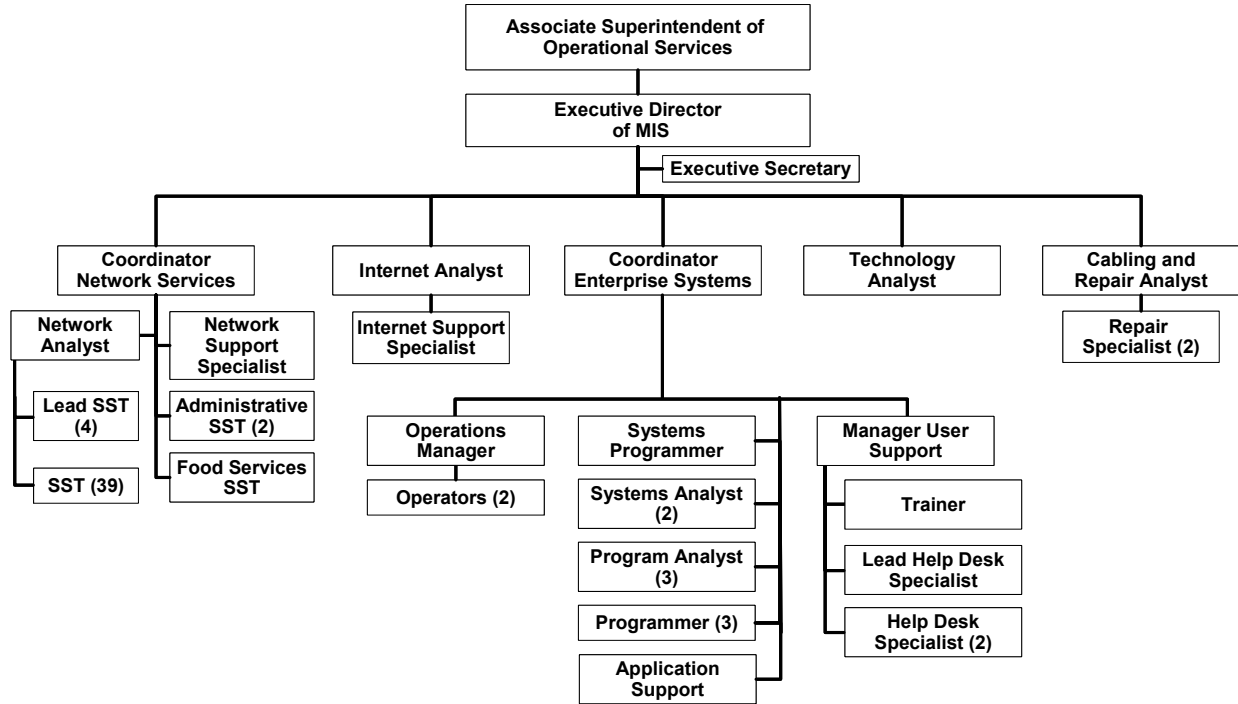 Associate Superintendent of
Operational Services
Executive Director
of MIS
Executive Secretary
Coordinator
Network Services
Internet Analyst
Coordinator
Enterprise Systems
Technology
Analyst
Cabling and
Repair Analyst
Network
Analyst
Network
Support
Specialist
Internet Support
Specialist
Repair
Specialist (2)
Lead SST
(4)
Administrative
SST (2)
SST (39)
Food Services
SST
Operations
Manager
Systems
Programmer
Manager User
Support
Operators (2)
Systems Analyst
(2)
Trainer
Program Analyst
(3)
Lead Help Desk
Specialist
Programmer (3)
Help Desk
Specialist (2)
Application
Support